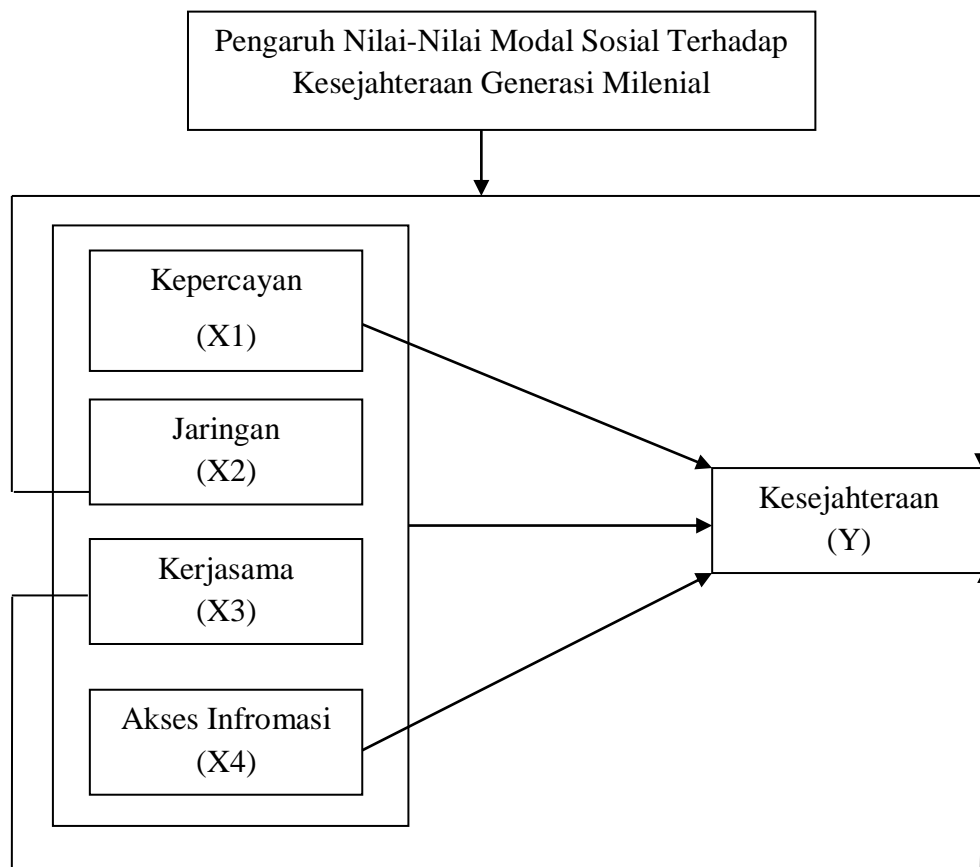 Pengaruh Nilai-Nilai Modal Sosial Terhadap
Kesejahteraan Generasi Milenial
Kepercayan
(X1)
Jaringan
(X2)
Kerjasama
(X3)
Akses Infromasi
(X4)
Kesejahteraan
(Y)